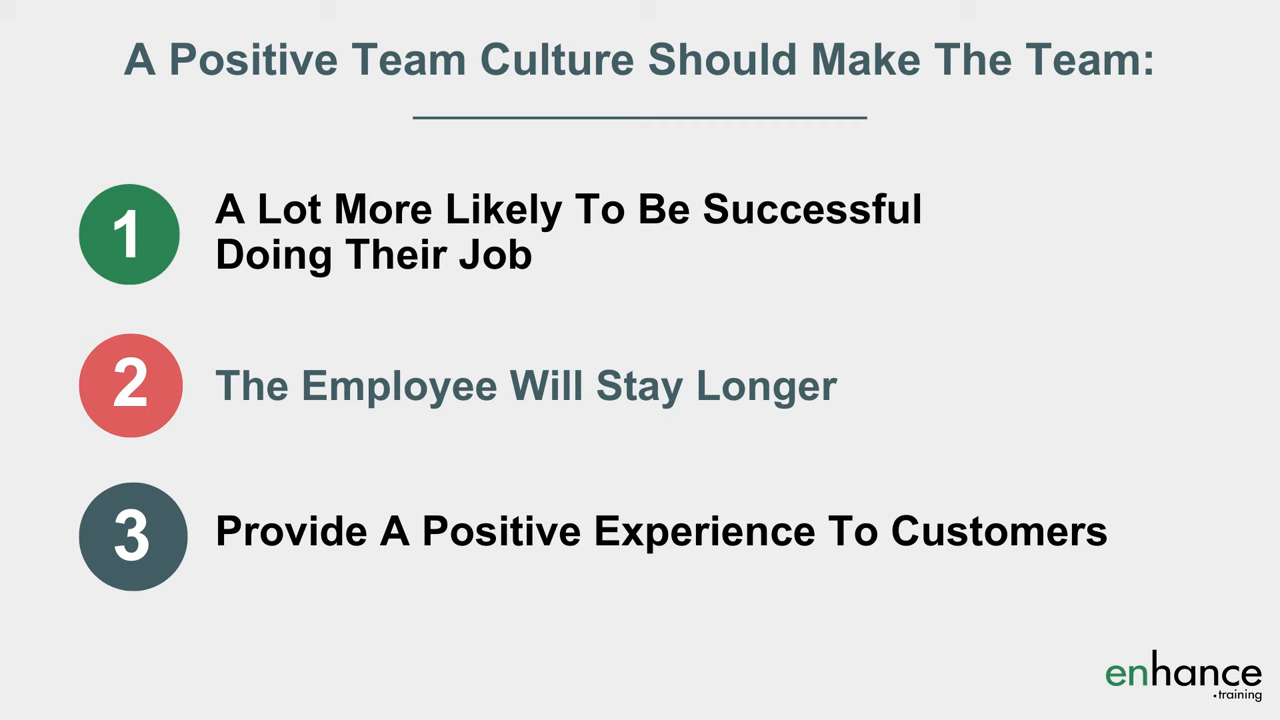 A Positive Team Culture Should Make The Team:
1
A Lot More Likely To Be Successful
Doing Their Job
2
The Employee Will Stay Longer
3
Provide A Positive Experience To Customers
enhance
.training